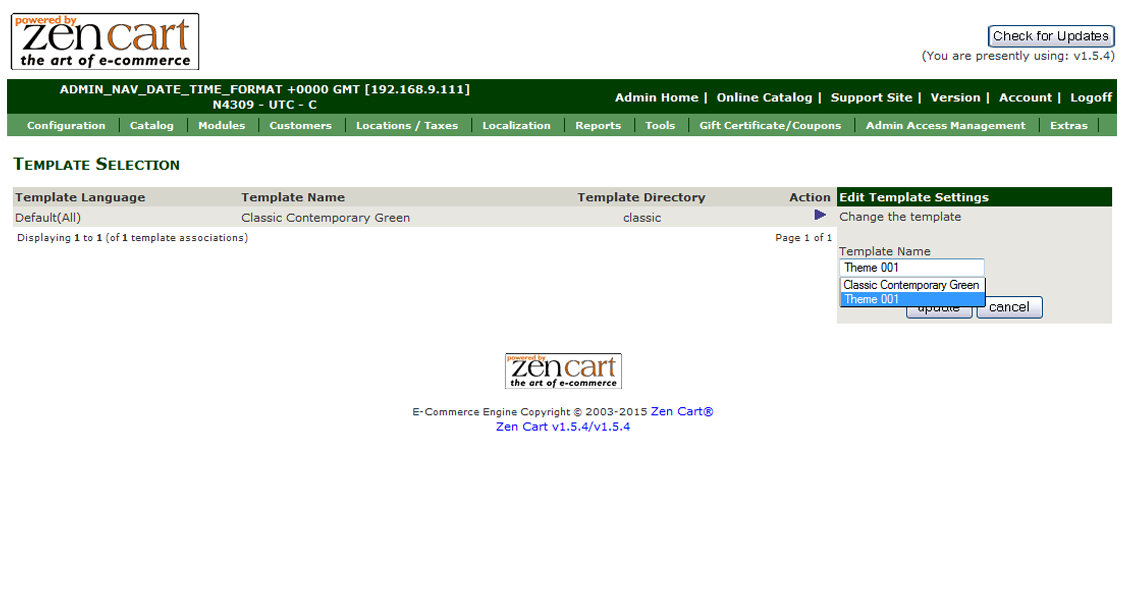 powered by
zen cart
the art of e-commerce
Check for Updates
(You are presently using: v1.5.4)
ADMIN_NAV_DATE_TIME_FORMAT +0000 GMT [192.168.9.111]
N4309 - UTC - C
Admin Home | Online Catalog | Support Site | Version | Account | Logoff
Configuration | Catalog | Modules | Customers | Locations / Taxes | Localization | Reports | Tools | Gift Certificate/Coupons | Admin Access Management | Extras |
TEMPLATE SELECTION
Template Language Template Name Template Directory Action
Default(All) Classic Contemporary Green classic
Displaying 1 to 1 (of 1 template associations) Page 1 of 1
Edit Template Settings
Change the template
Template Name
Theme 001
Classic Contemporary Green
Theme 001
update cancel
powered by
zen cart
the art of e-commerce
E-Commerce Engine Copyright © 2003-2015 Zen Cart®
Zen Cart v1.5.4/v1.5.4